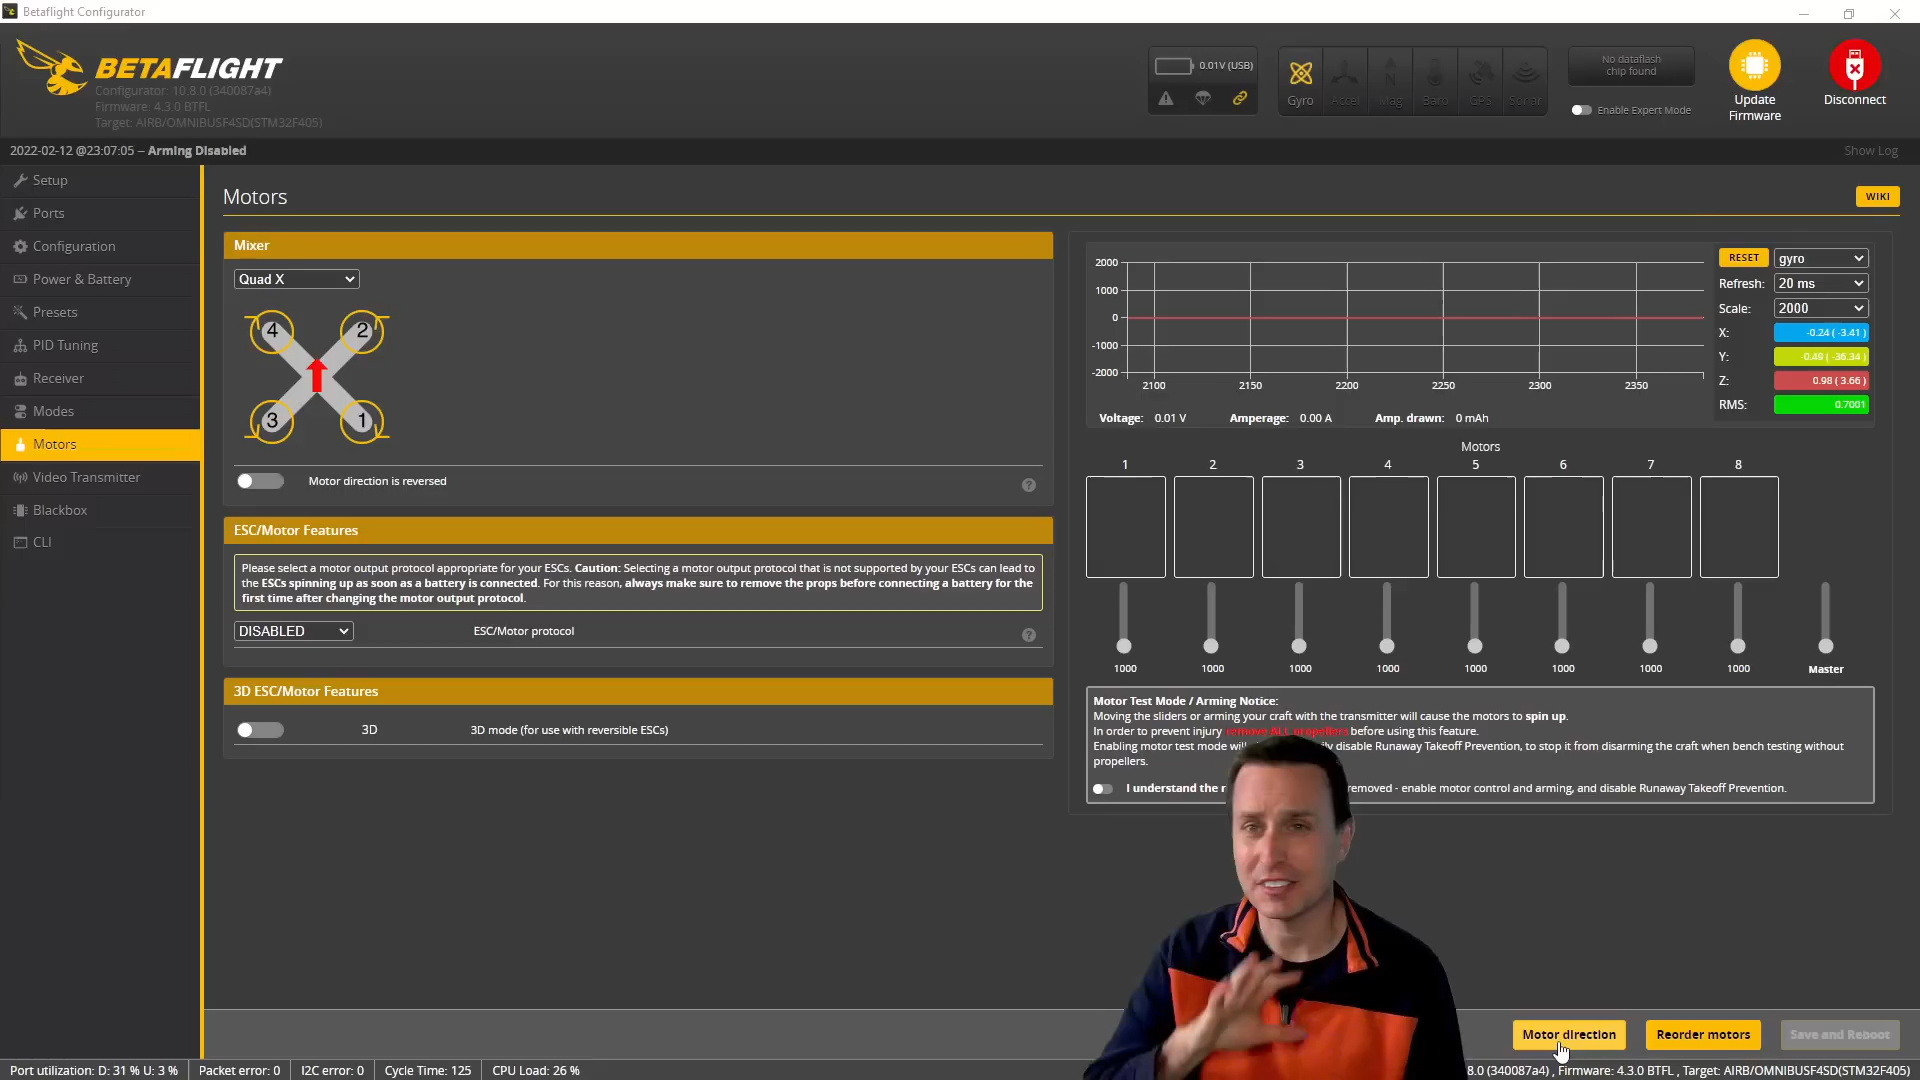 Betaflight Configurator
BETAFLIGHT
Configurator: 10.8.0 (340087a4)
Firmware: 4.3.0 BTFL
Target: AIRB/OMNIBUSF4SD(STM32F405)
0.01V (USB)
Gyro
Accel
Mag
Baro
GPS
Sonar
No dataflash
chip found
Enable Expert Mode
Update
Firmware
Disconnect
2022-02-12 @23:07:05 -- Arming Disabled
Show Log
Setup
Ports
Configuration
Power & Battery
Presets
PID Tuning
Receiver
Modes
Motors
Video Transmitter
Blackbox
CLI
Motors
WIKI
Mixer
Quad X
4
2
3
1
Motor direction is reversed
?
ESC/Motor Features
Please select a motor output protocol appropriate for your ESCs. Caution: Selecting a motor output protocol that is not supported by your ESCs can lead to
the ESCs spinning up as soon as a battery is connected. For this reason, always make sure to remove the props before connecting a battery for the
first time after changing the motor output protocol.
DISABLED
ESC/Motor protocol
?
3D ESC/Motor Features
3D
3D mode (for use with reversible ESCs)
2000
1000
0
-1000
-2000
2100
2150
2200
2250
2300
2350
RESET
gyro
Refresh:
20 ms
Scale:
2000
X:
-0.24 ( -3.41 )
Y:
-0.49 ( -36.34 )
Z:
0.98 ( 3.66 )
RMS:
0.7001
Voltage: 0.01 V
Amperage: 0.00 A
Amp. drawn: 0 mAh
Motors
1
2
3
4
5
6
7
8
1000
1000
1000
1000
1000
1000
1000
1000
Master
Motor Test Mode / Arming Notice:
Moving the sliders or arming your craft with the transmitter will cause the motors to spin up.
In order to prevent injury remove ALL propellers before using this feature.
Enabling motor test mode will disable Runaway Takeoff Prevention, to stop it from disarming the craft when bench testing without
propellers.
I understand the removed - enable motor control and arming, and disable Runaway Takeoff Prevention.
Motor direction
Reorder motors
Save and Reboot
Port utilization: D: 31 % U: 3 %
Packet error: 0
I2C error: 0
Cycle Time: 125
CPU Load: 26 %
8.0 (340087a4) , Firmware: 4.3.0 BTFL , Target: AIRB/OMNIBUSF4SD(STM32F405)